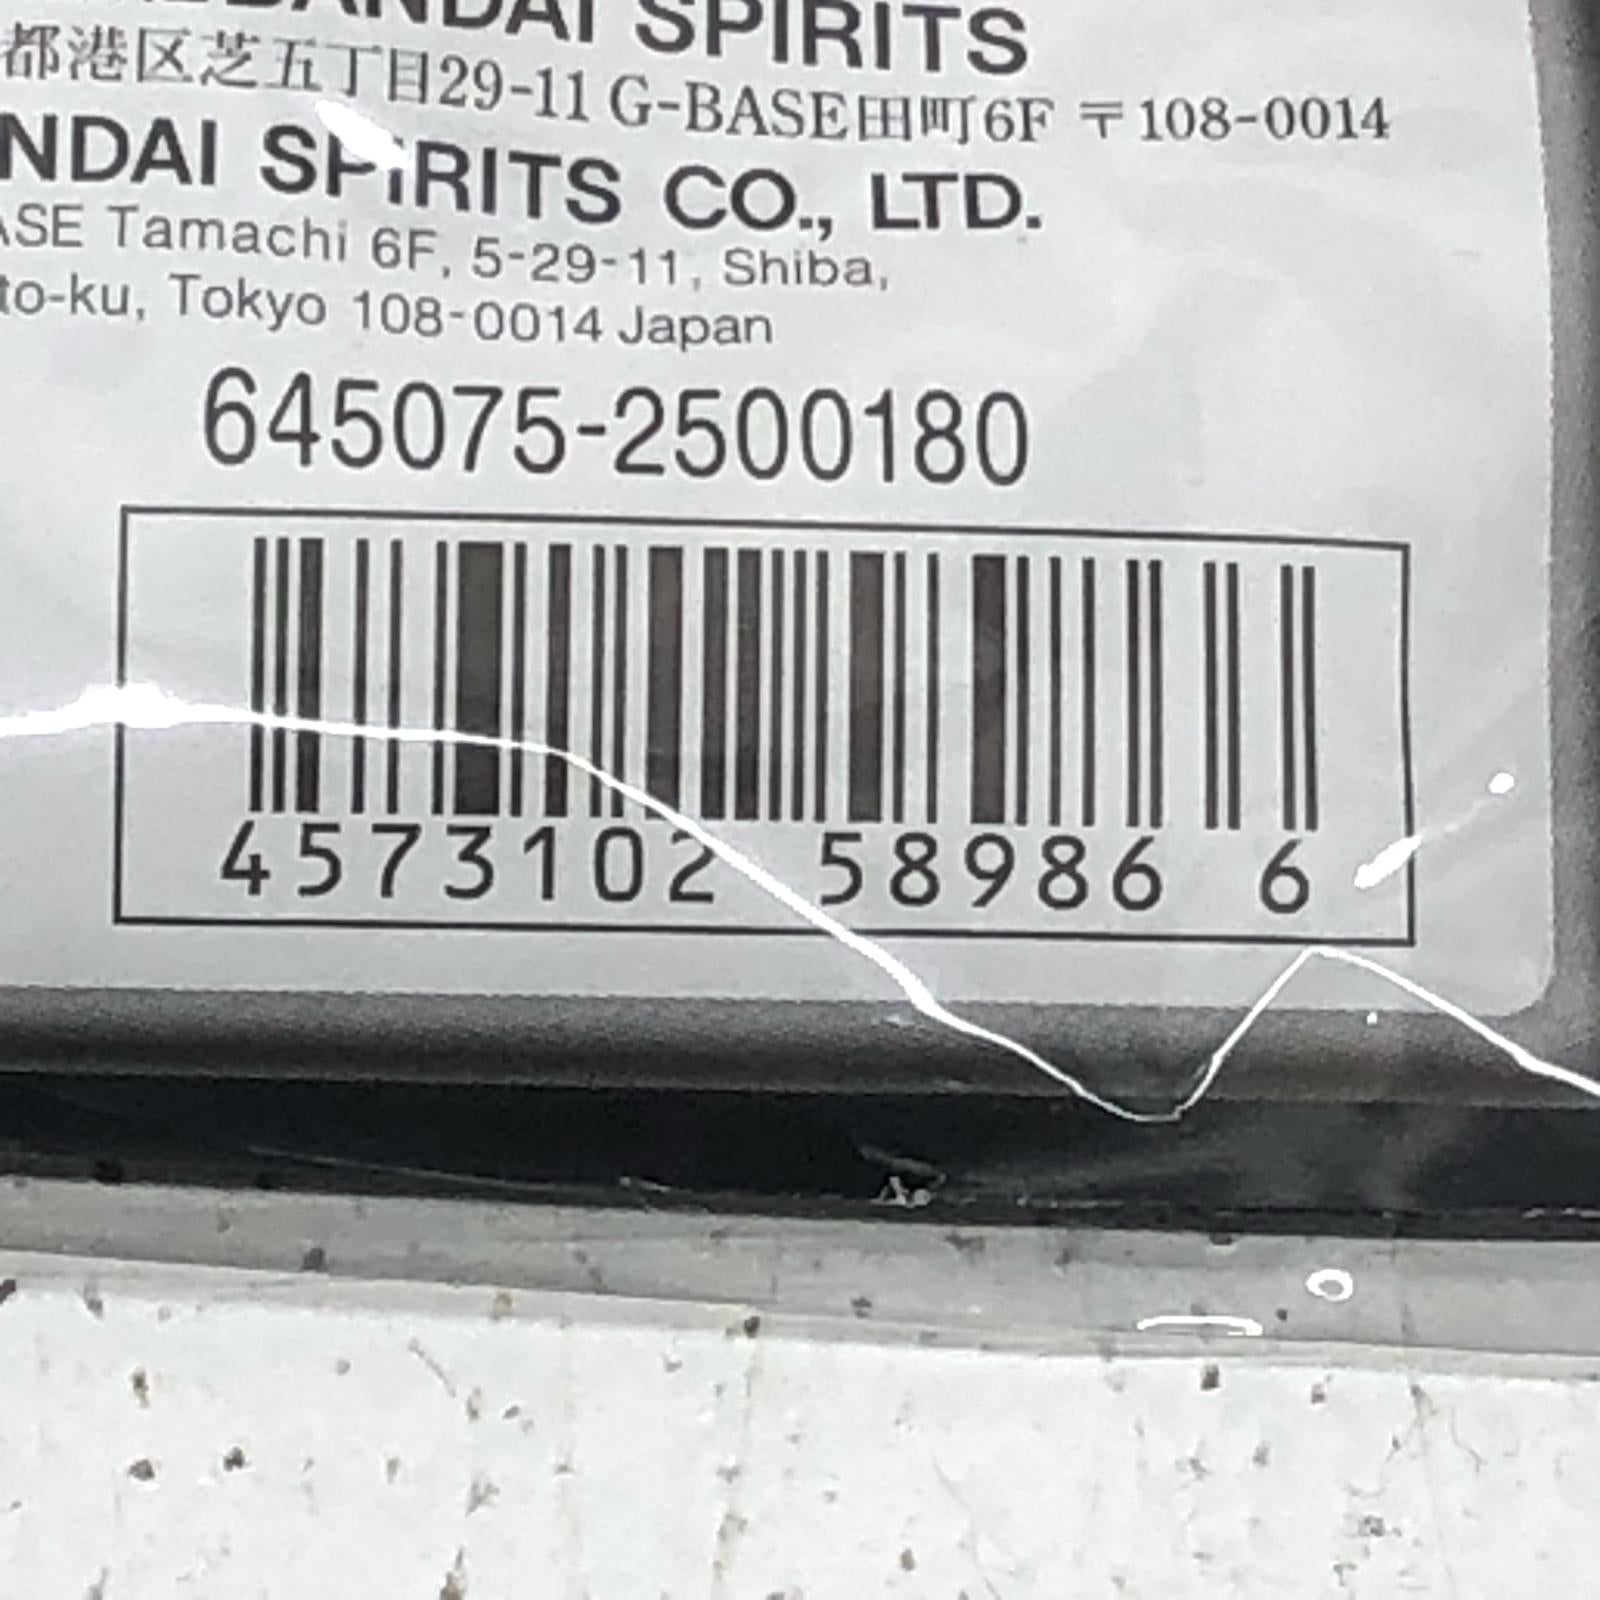 BANDAI SPIRITS
都港区芝五丁目29-11 G-BASE田町6F 〒108-0014
NDAI SPIRITS CO., LTD.
ASE Tamachi 6F, 5-29-11, Shiba,
to-ku, Tokyo 108-0014 Japan
645075-2500180
4573102 58986 6